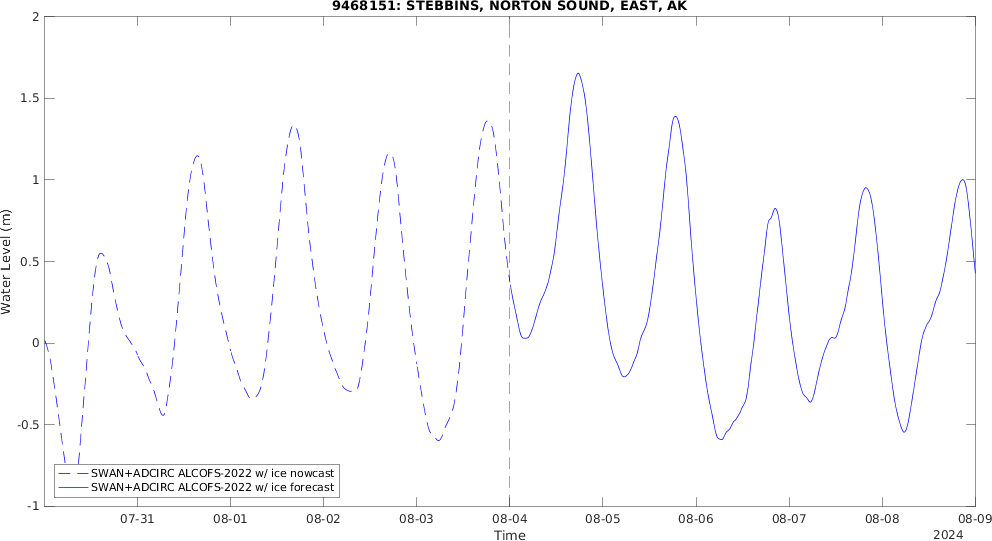 9468151: STEBBINS, NORTON SOUND, EAST, AK
Water Level (m)
2
1.5
1
0.5
0
-0.5
-1
SWAN+ADCIRC ALCOFS-2022 w/ ice nowcast
SWAN+ADCIRC ALCOFS-2022 w/ ice forecast
07-31 08-01 08-02 08-03 08-04 08-05 08-06 08-07 08-08 08-09
Time
2024